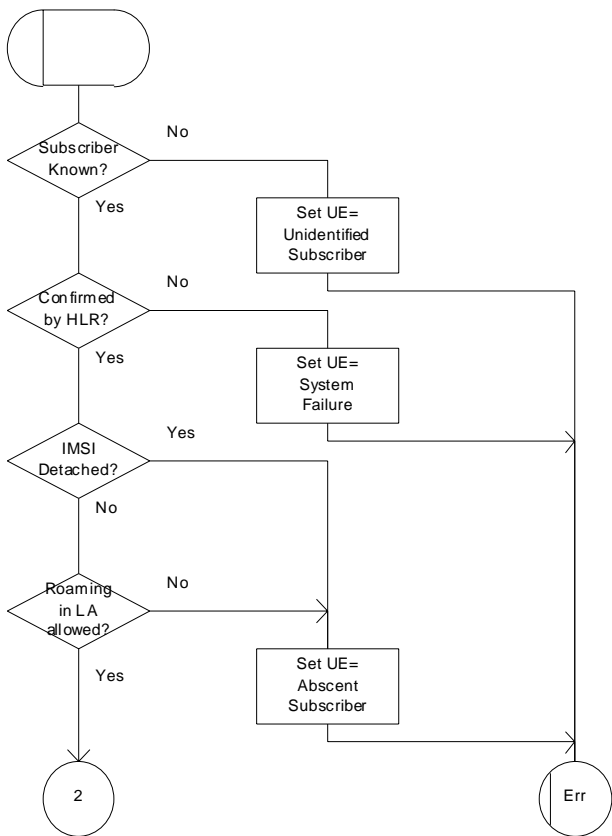 No
Subscriber
Known?
Yes
Set UE=
Unidentified
Subscriber
No
Confirmed
by HLR?
Yes
Set UE=
System
Failure
Yes
IMSI
Detached?
No
No
Roaming
in LA
allowed?
Yes
Set UE=
Abscent
Subscriber
2
Err